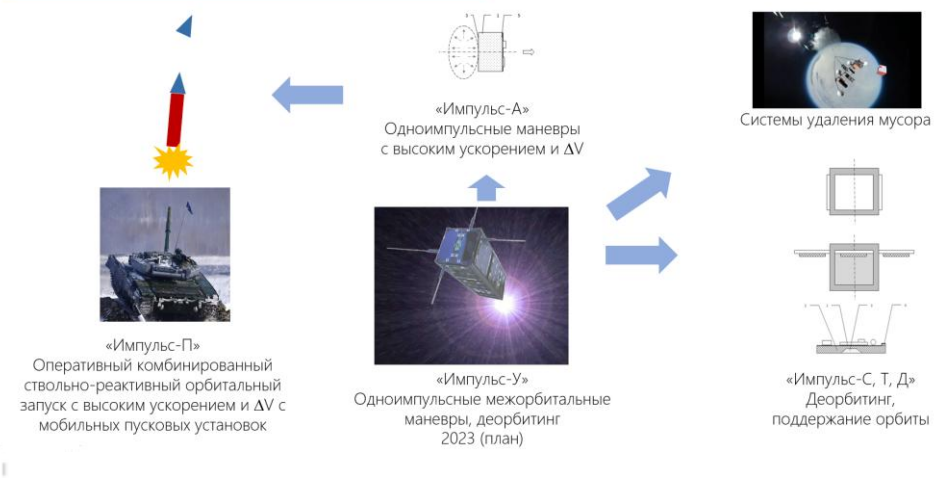 «Импульс-А»
Одноимпульсные маневры
с высоким ускорением и ΔV
Системы удаления мусора
«Импульс-П»
Оперативный комбинированный
ствольно-реактивный орбитальный
запуск с высоким ускорением и ΔV с
мобильных пусковых установок
«Импульс-У»
Одноимпульсные межорбитальные
маневры, деорбитинг
2023 (план)
«Импульс-С, Т, Д»
Деорбитинг,
поддержание орбиты